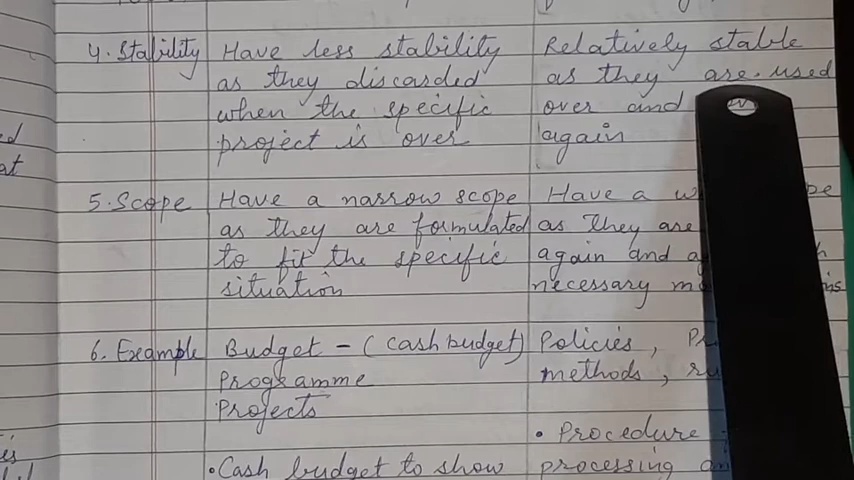 4. Stability
Have less stability
as they discarded
when the specific
project is over
Relatively stable
as they are used
over and
again
5. Scope
Have a narrow scope
as they are formulated
to fit the specific
situation
Have a
as they are
again and
necessary
6. Example
Budget - (cash budget)
Programme
Projects
Policies,
methods,
• Procedure
• Cash budget to show
processing